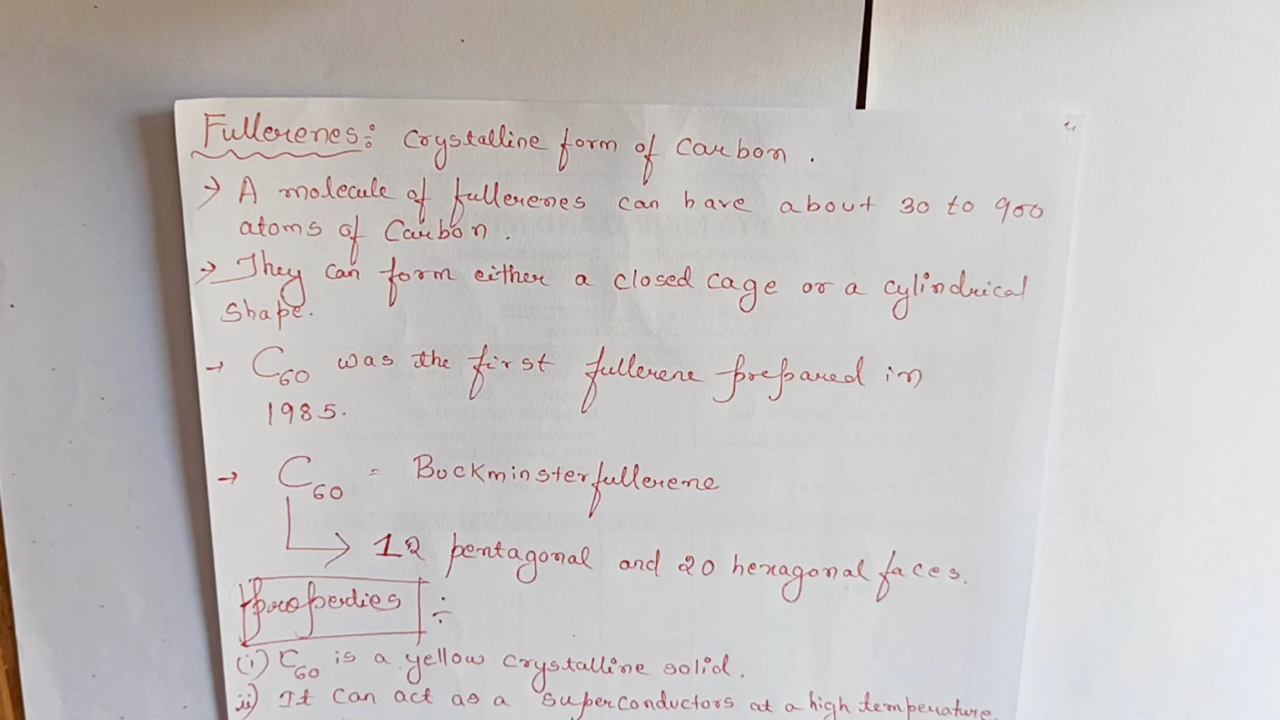 Fullerenes: Crystalline form of Carbon.
→ A molecule of fullerenes can have about 30 to 900
atoms of Carbon.
→ They can form either a closed cage or a cylindrical
shape.
→ C60 was the first fullerene prepared in
1985.
→ C60 = Buckminsterfullerene
↳ 12 pentagonal and 20 hexagonal faces.
Properties ÷
(i) C60 is a yellow crystalline solid.
ii) It can act as a superconductors at a high temperature.